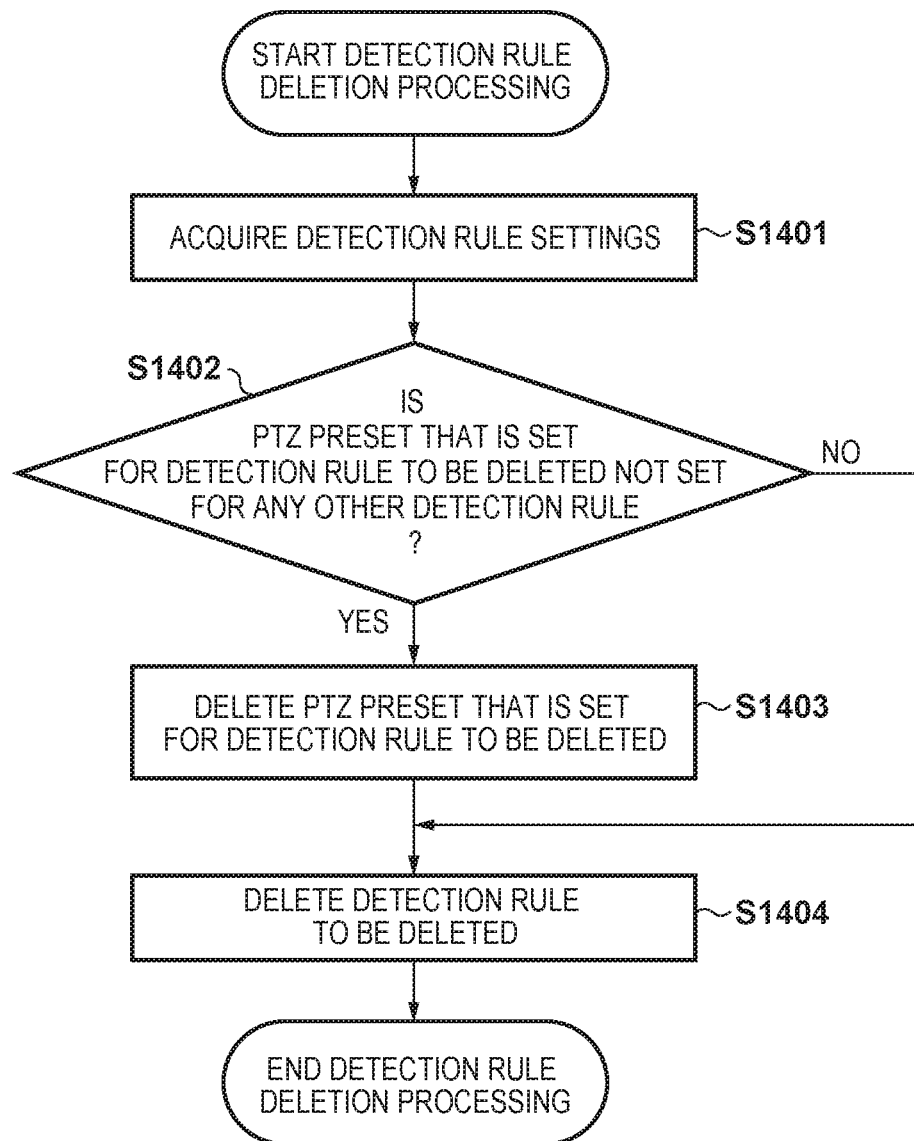 START DETECTION RULE
DELETION PROCESSING
ACQUIRE DETECTION RULE SETTINGS
S1401
S1402
IS
PTZ PRESET THAT IS SET
FOR DETECTION RULE TO BE DELETED NOT SET
FOR ANY OTHER DETECTION RULE
?
NO
YES
DELETE PTZ PRESET THAT IS SET
FOR DETECTION RULE TO BE DELETED
S1403
DELETE DETECTION RULE
TO BE DELETED
S1404
END DETECTION RULE
DELETION PROCESSING